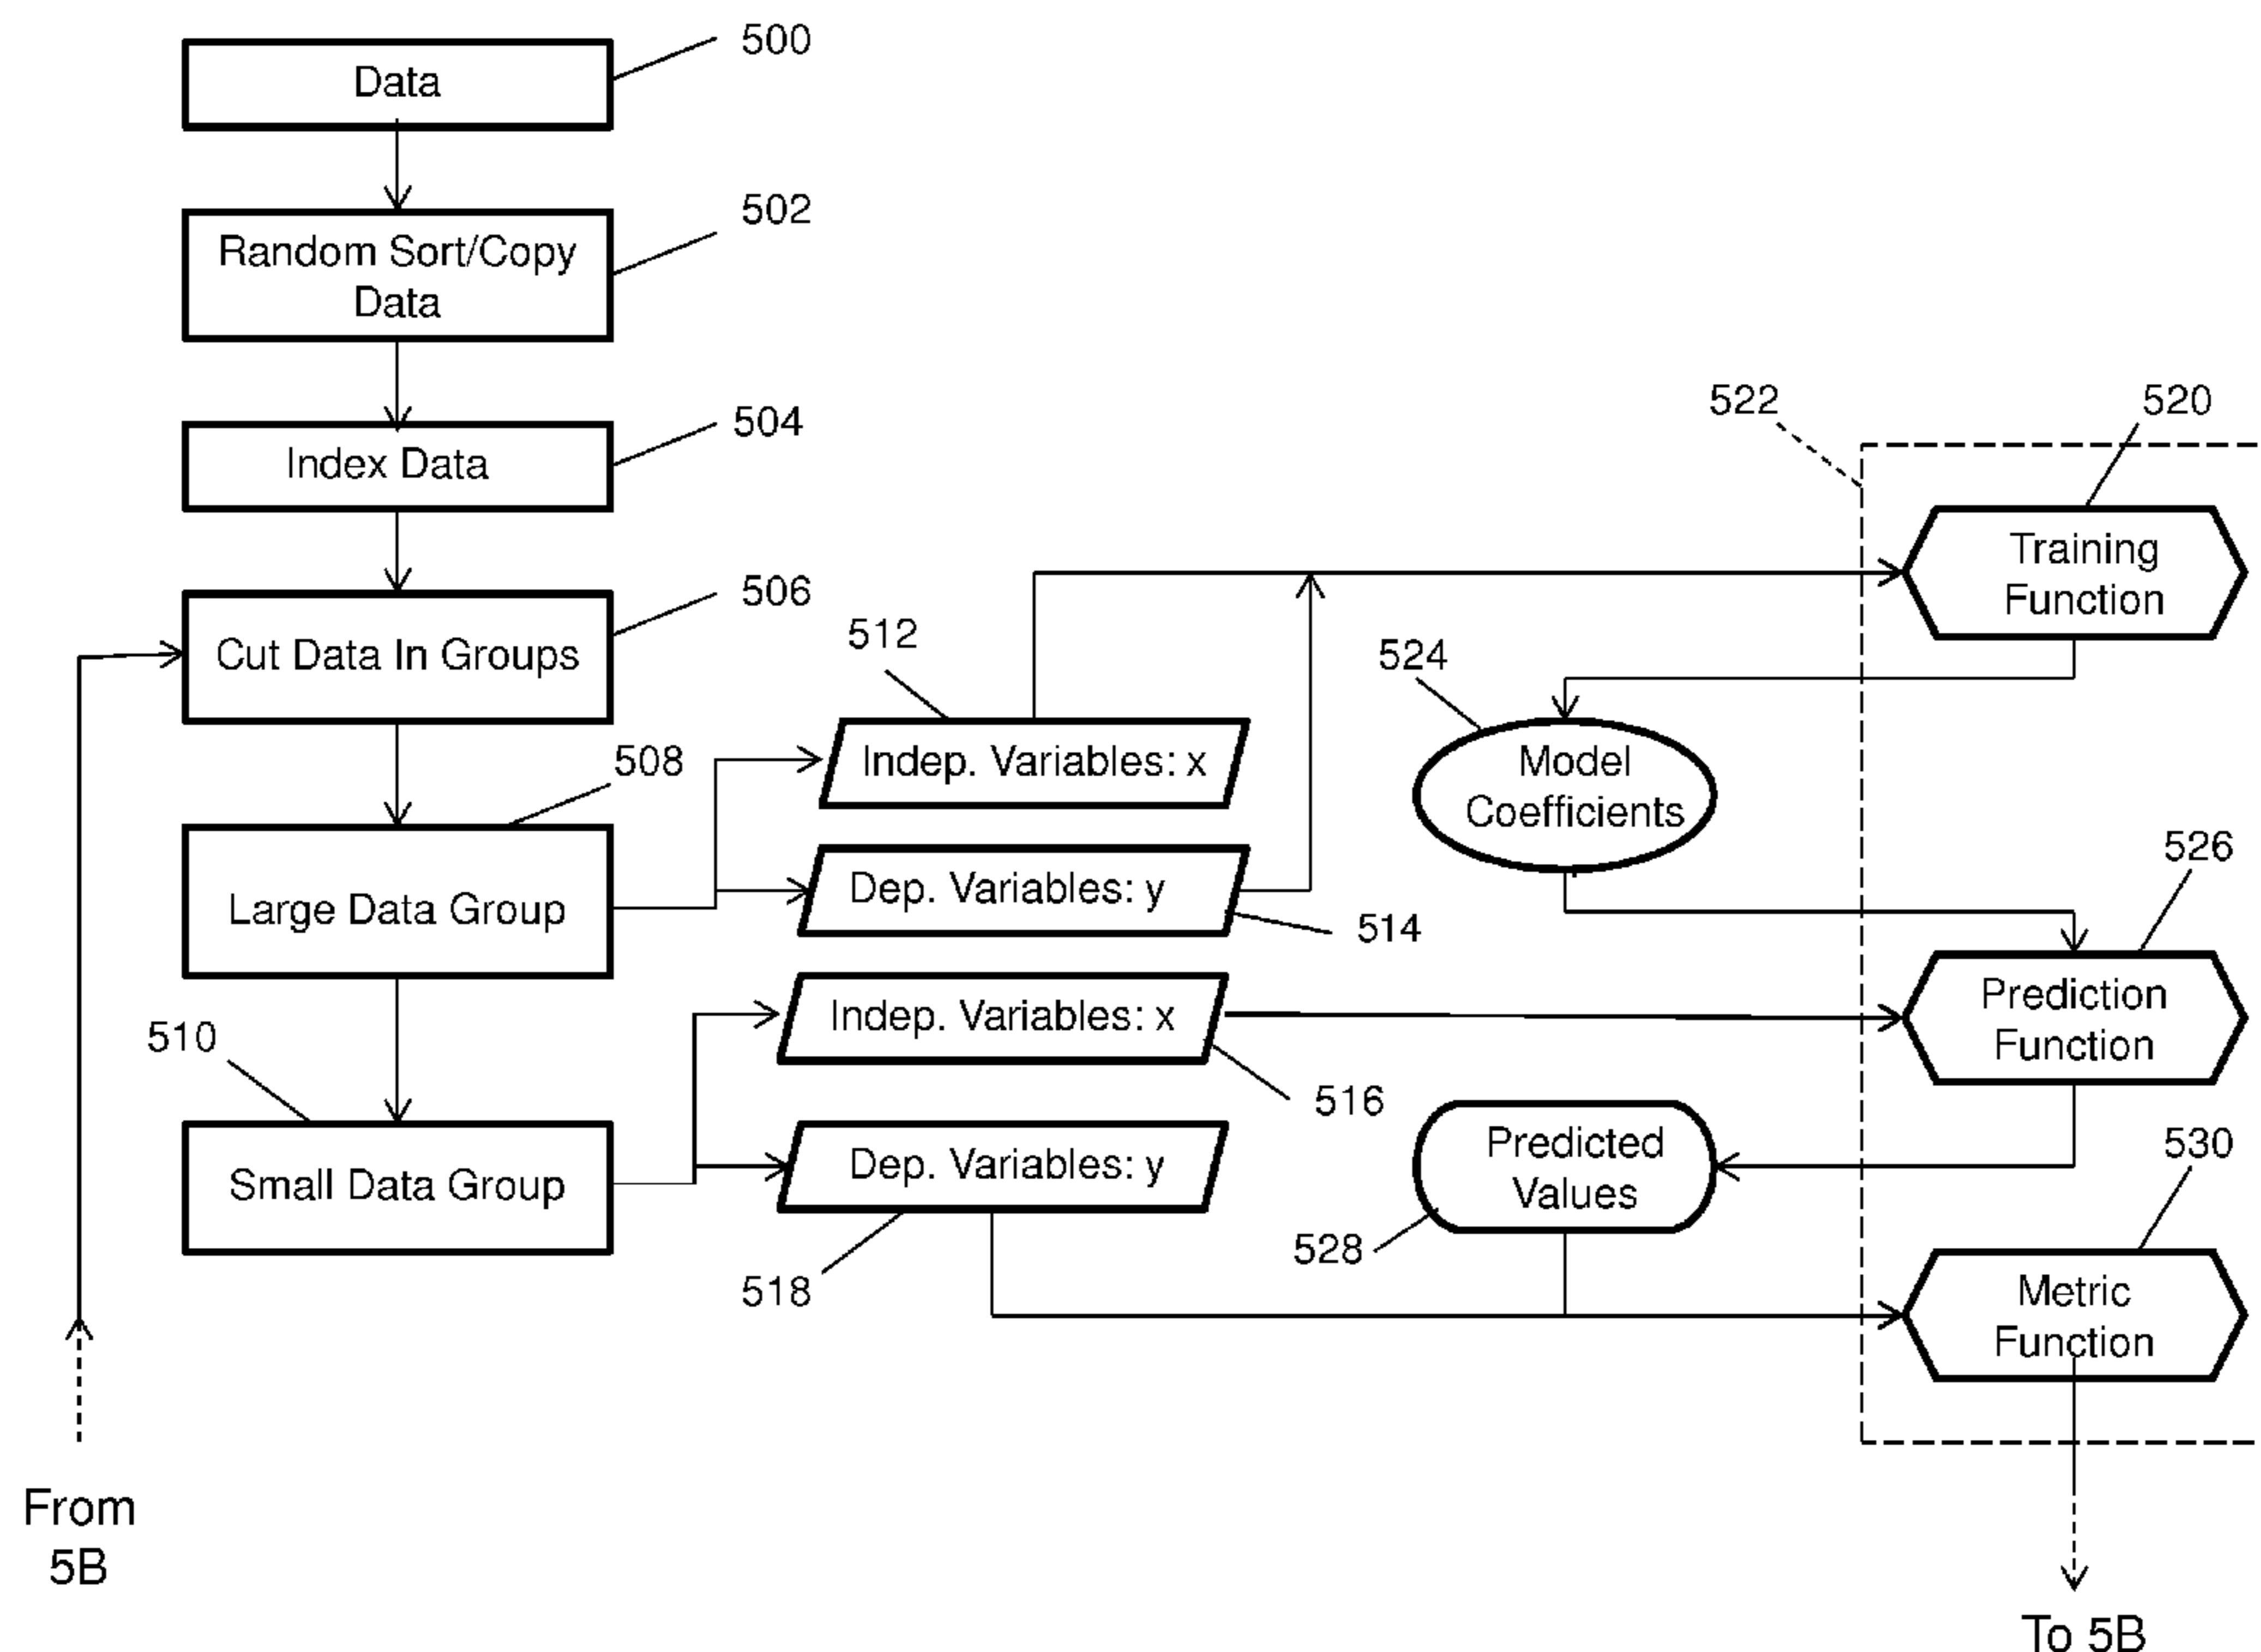 500
Data
502
Random Sort/Copy
Data
504
Index Data
522
520
Training
Function
506
Cut Data In Groups
512
524
508
Indep. Variables: x
Model
Coefficients
526
Large Data Group
Dep. Variables: y
514
Prediction
Function
510
Indep. Variables: x
516
Small Data Group
Dep. Variables: y
Predicted
Values
528
530
518
Metric
Function
From
5B
To 5B